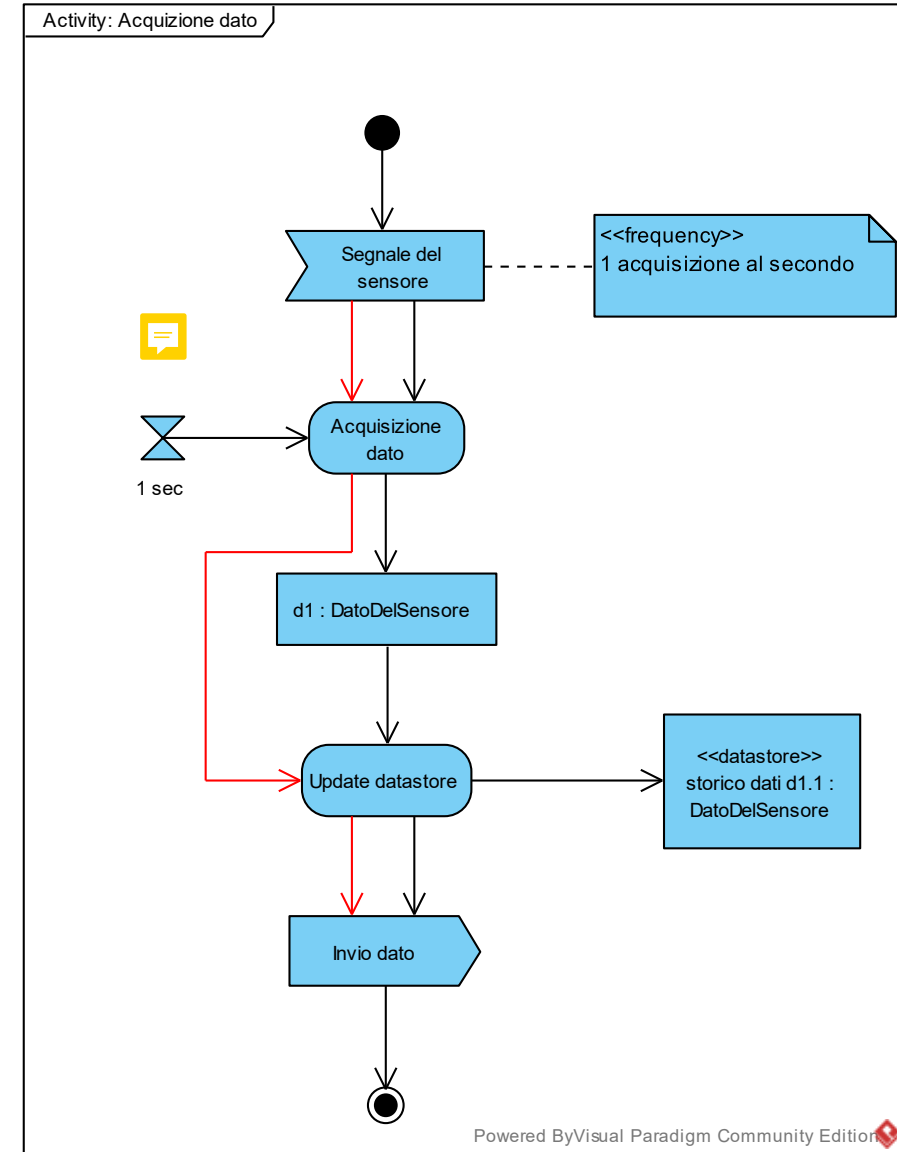 Activity: Acquizione dato
Segnale del
sensore
<<frequency>>
1 acquisizione al secondo
Acquisizione
dato
1 sec
d1 : DatoDelSensore
Update datastore
<<datastore>>
storico dati d1.1 :
DatoDelSensore
Invio dato
Powered ByVisual Paradigm Community Edition